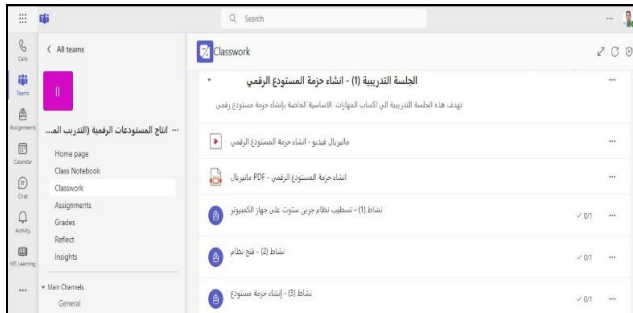 Search
Calls
Teams
Assignments
Calendar
Chat
Activity
MS Learning
All teams
انتاج المستودعات الرقمية (التدريب المـ...
Home page
Class Notebook
Classwork
Assignments
Grades
Reflect
Insights
Main Channels
General
Classwork
الجلسة التدريبية (1) - انشاء حزمة المستودع الرقمي
تهدف هذه الجلسة التدريبية الى اكساب المهارات الاساسية الخاصة بإنشاء حزمة مستودع رقمي
ماتيريال فيديو - انشاء حزمة المستودع الرقمي
انشاء حزمة المستودع الرقمي - PDF ماتيريال
نشاط (1) - تسطيب نظام جرين ستون على جهاز الكمبيوتر
0/1
نشاط (2) - فتح نظام
0/1
نشاط (3) - إنشاء حزمة مستودع
0/1